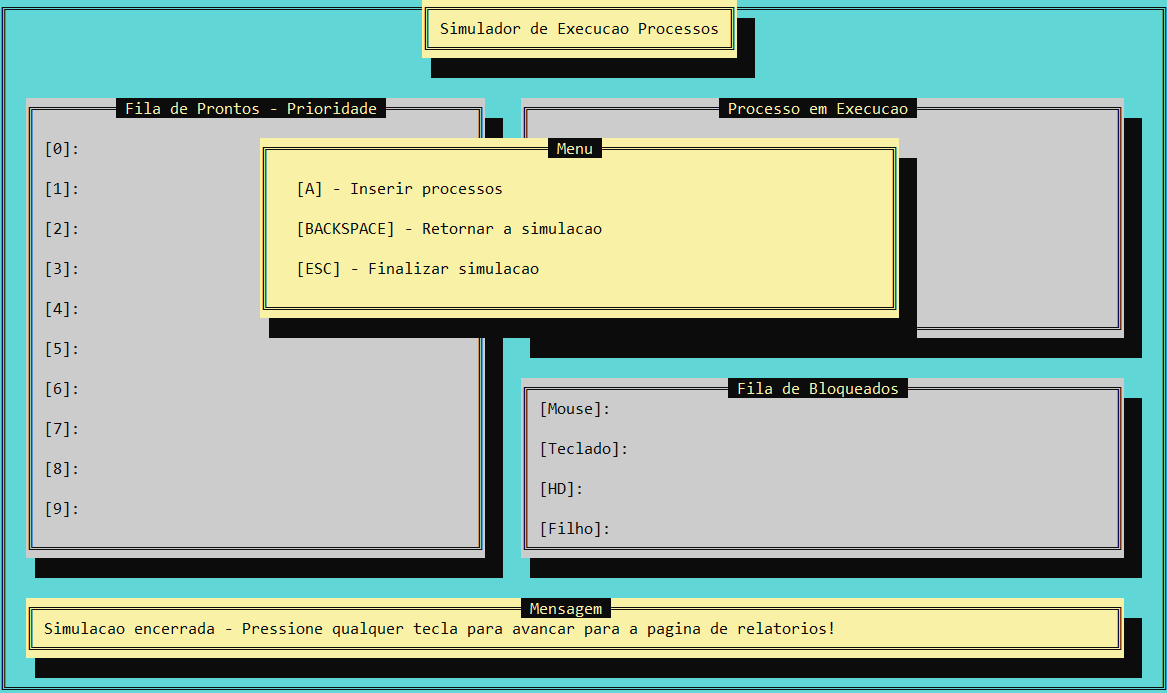 Simulador de Execucao Processos
Fila de Prontos - Prioridade
[0]:
[1]:
[2]:
[3]:
[4]:
[5]:
[6]:
[7]:
[8]:
[9]:
Processo em Execucao
Menu
[A] - Inserir processos
[BACKSPACE] - Retornar a simulacao
[ESC] - Finalizar simulacao
Fila de Bloqueados
[Mouse]:
[Teclado]:
[HD]:
[Filho]:
Mensagem
Simulacao encerrada - Pressione qualquer tecla para avancar para a pagina de relatorios!